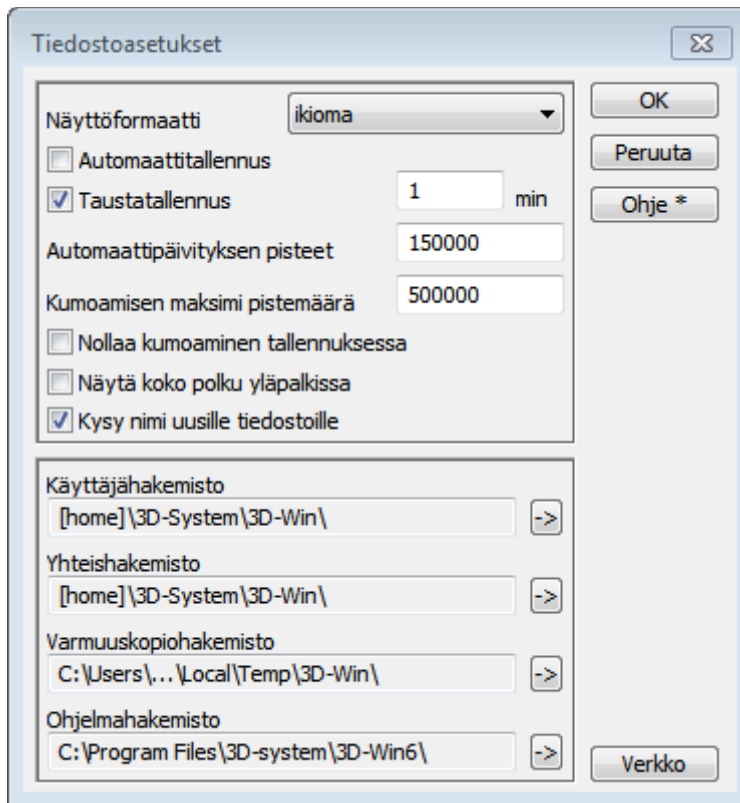 Tiedostoasetukset
Näyttöformaatti ikioma
Automaattitallennus
Taustatallennus 1 min
Automaattipäivityksen pisteet 150000
Kumoamisen maksimi pistemäärä 500000
Nollaa kumoaminen tallennuksessa
Näytä koko polku yläpalkissa
Kysy nimi uusille tiedostoille
Käyttäjähakemisto
[home]\3D-System\3D-Win\ ->
Yhteishakemisto
[home]\3D-System\3D-Win\ ->
Varmuuskopiohakemisto
C:\Users\...\Local\Temp\3D-Win\ ->
Ohjelmahakemisto
C:\Program Files\3D-system\3D-Win6\ ->
OK
Peruuta
Ohje *
Verkko